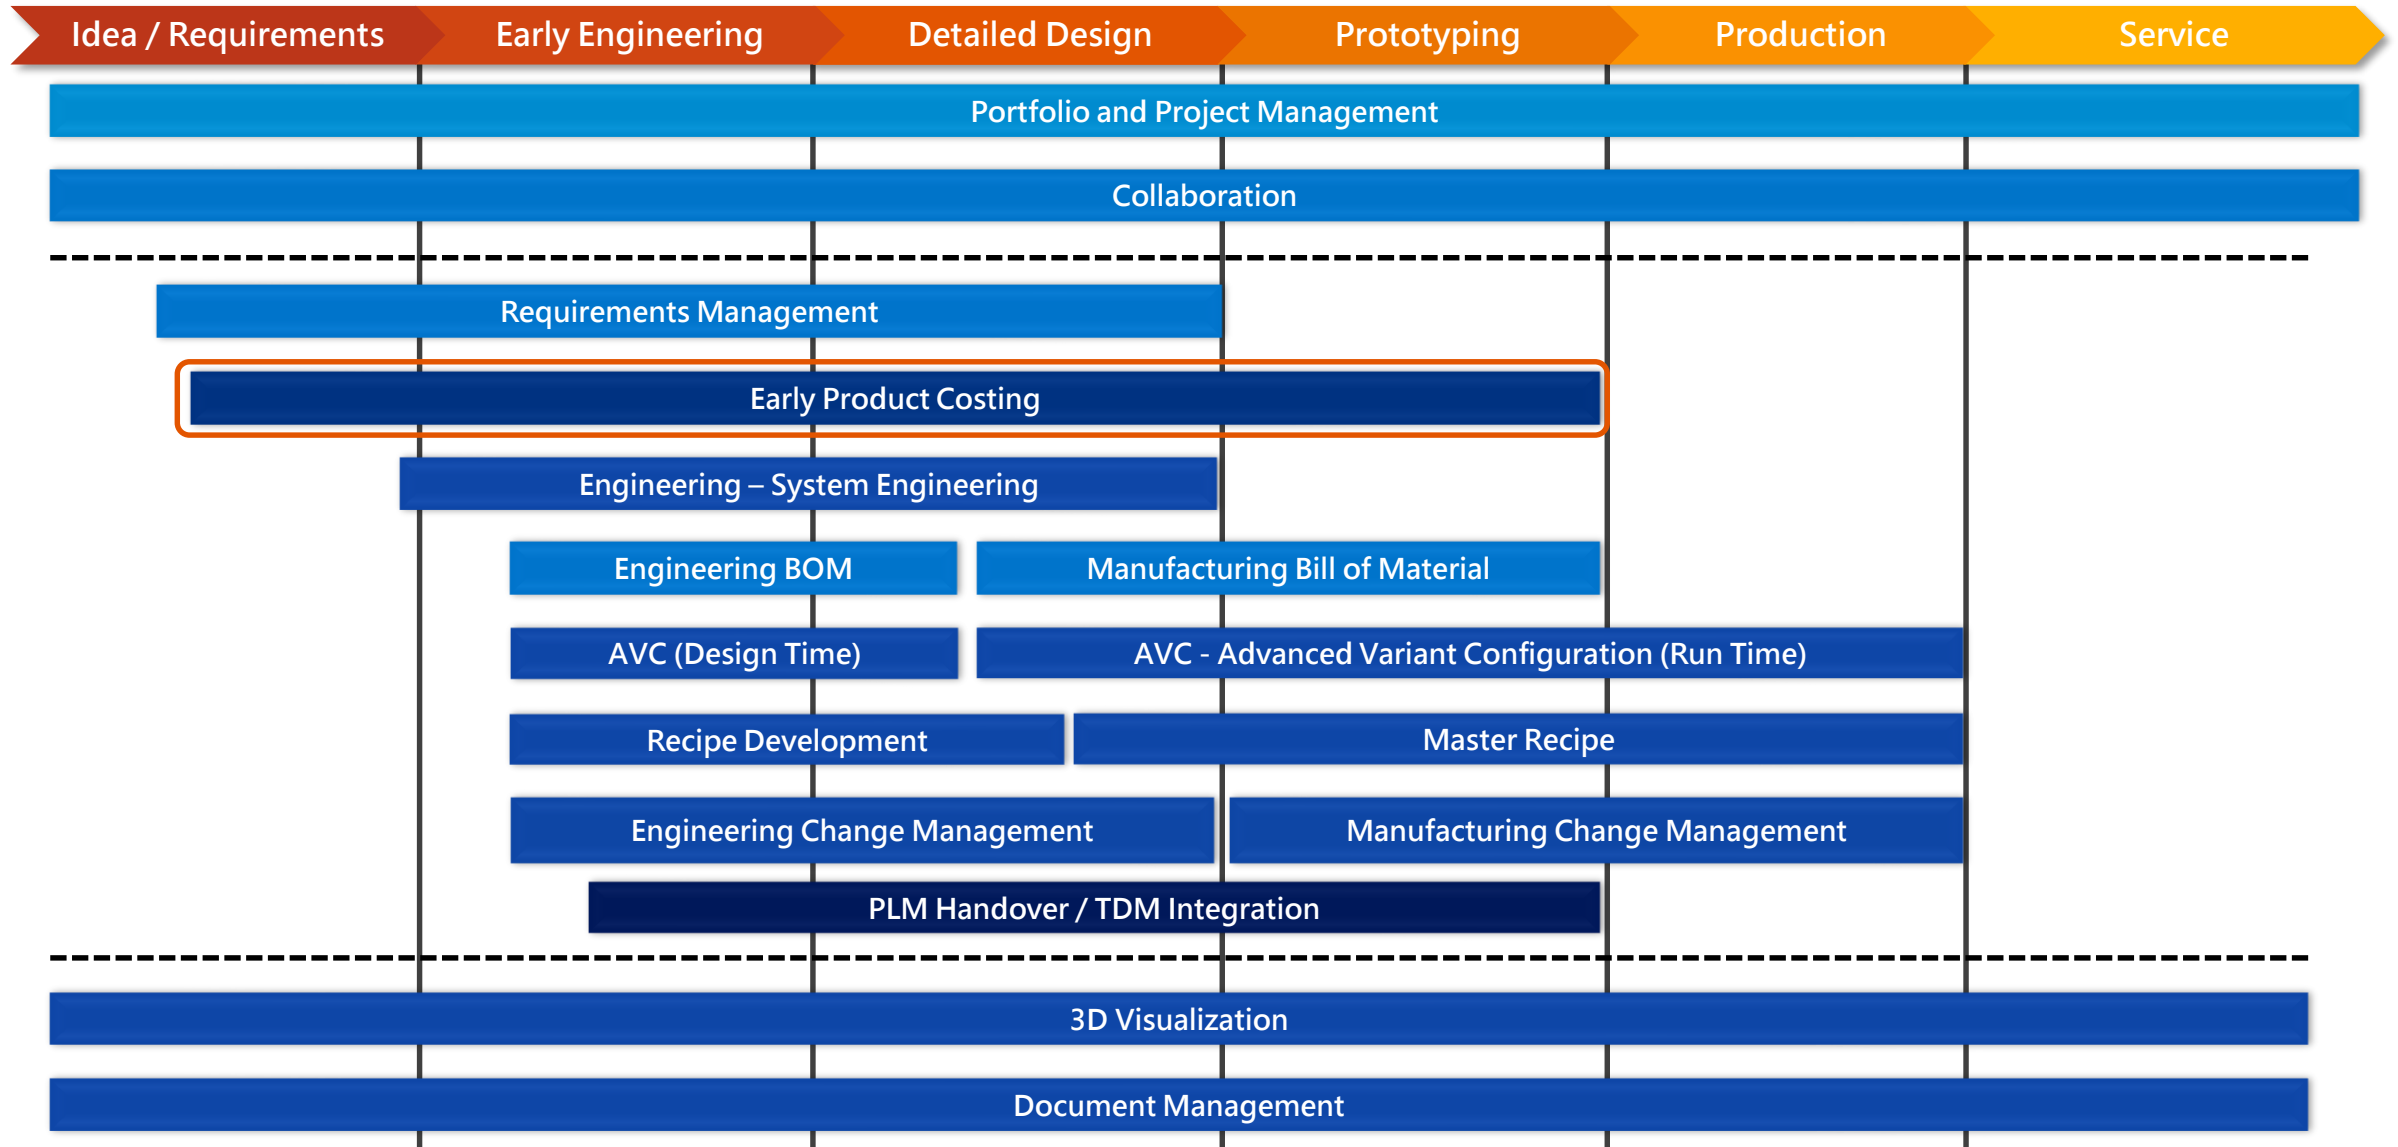 Idea / Requirements
Early Engineering
Detailed Design
Prototyping
Production
Service
Portfolio and Project Management
Collaboration
Requirements Management
Early Product Costing
Engineering – System Engineering
Engineering BOM
Manufacturing Bill of Material
AVC (Design Time)
AVC - Advanced Variant Configuration (Run Time)
Recipe Development
Master Recipe
Engineering Change Management
Manufacturing Change Management
PLM Handover / TDM Integration
3D Visualization
Document Management